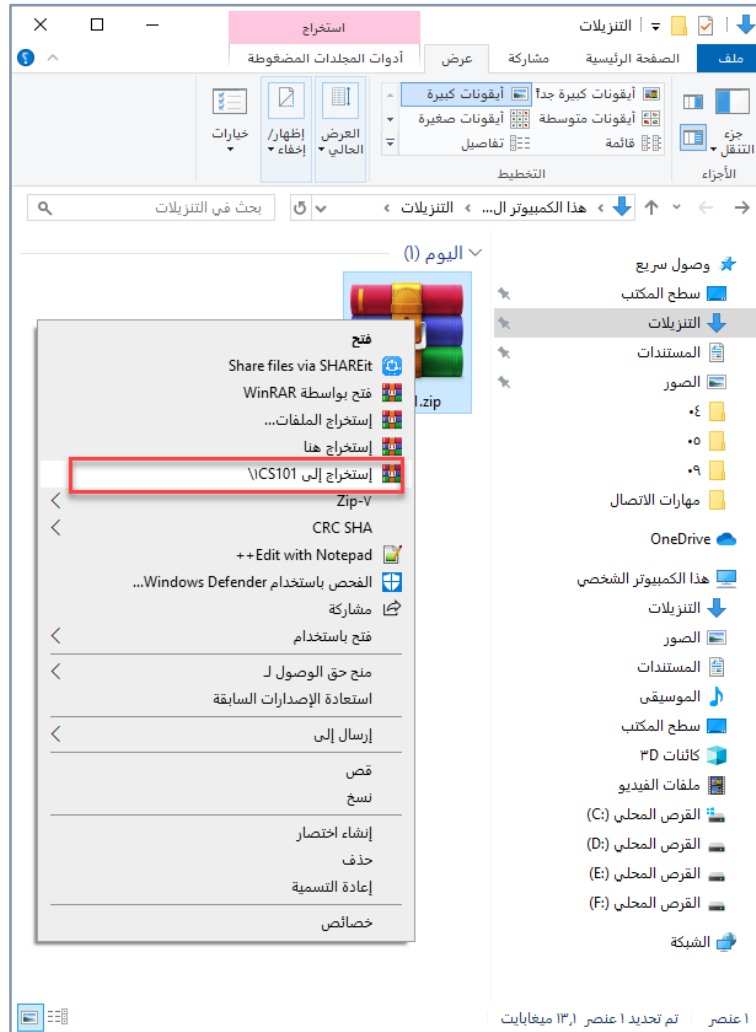 التنزيلات
استخراج
ملف
الصفحة الرئيسية
مشاركة
عرض
أدوات المجلدات المضغوطة
جزء التنقل
أيقونات كبيرة جدًا
أيقونات كبيرة
أيقونات متوسطة
أيقونات صغيرة
قائمة
تفاصيل
العرض الحالي
إظهار/ إخفاء
خيارات
الأجزاء
التخطيط
هذا الكمبيوتر ال...
التنزيلات
بحث في التنزيلات
وصول سريع
سطح المكتب
التنزيلات
المستندات
الصور
٠٤
٠٥
٠٩
مهارات الاتصال
OneDrive
هذا الكمبيوتر الشخصي
التنزيلات
الصور
المستندات
الموسيقى
سطح المكتب
كائنات ٣D
ملفات الفيديو
القرص المحلي (C:)
القرص المحلي (D:)
القرص المحلي (E:)
القرص المحلي (F:)
الشبكة
اليوم (١)
1.zip
فتح
Share files via SHAREit
فتح بواسطة WinRAR
إستخراج الملفات...
إستخراج هنا
إستخراج إلى ١CS101\
٧-Zip
CRC SHA
Edit with Notepad++
الفحص باستخدام Windows Defender...
مشاركة
فتح باستخدام
منح حق الوصول لـ
استعادة الإصدارات السابقة
إرسال إلى
قص
نسخ
إنشاء اختصار
حذف
إعادة التسمية
خصائص
١ عنصر
تم تحديد ١ عنصر ١٣٫١ ميغابايت